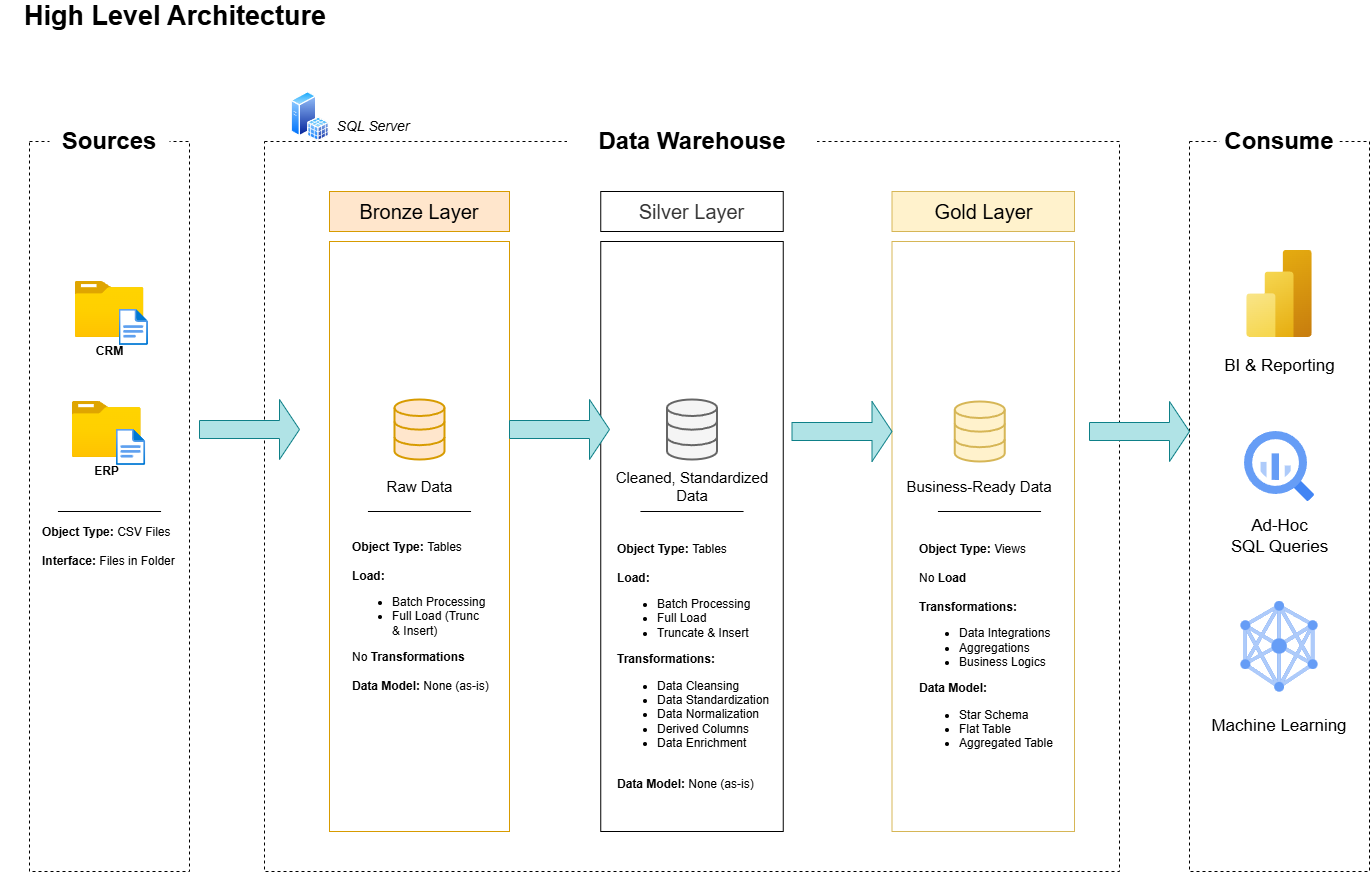 High Level Architecture
Sources
CRM
ERP
Object Type: CSV Files
Interface: Files in Folder
SQL Server
Data Warehouse
Bronze Layer
Raw Data
Object Type: Tables
Load:
Batch Processing
Full Load (Trunc
& Insert)
No Transformations
Data Model: None (as-is)
Silver Layer
Cleaned, Standardized
Data
Object Type: Tables
Load:
Batch Processing
Full Load
Truncate & Insert
Transformations:
Data Cleansing
Data Standardization
Data Normalization
Derived Columns
Data Enrichment
Data Model: None (as-is)
Gold Layer
Business-Ready Data
Object Type: Views
No Load
Transformations:
Data Integrations
Aggregations
Business Logics
Data Model:
Star Schema
Flat Table
Aggregated Table
Consume
BI & Reporting
Ad-Hoc
SQL Queries
Machine Learning